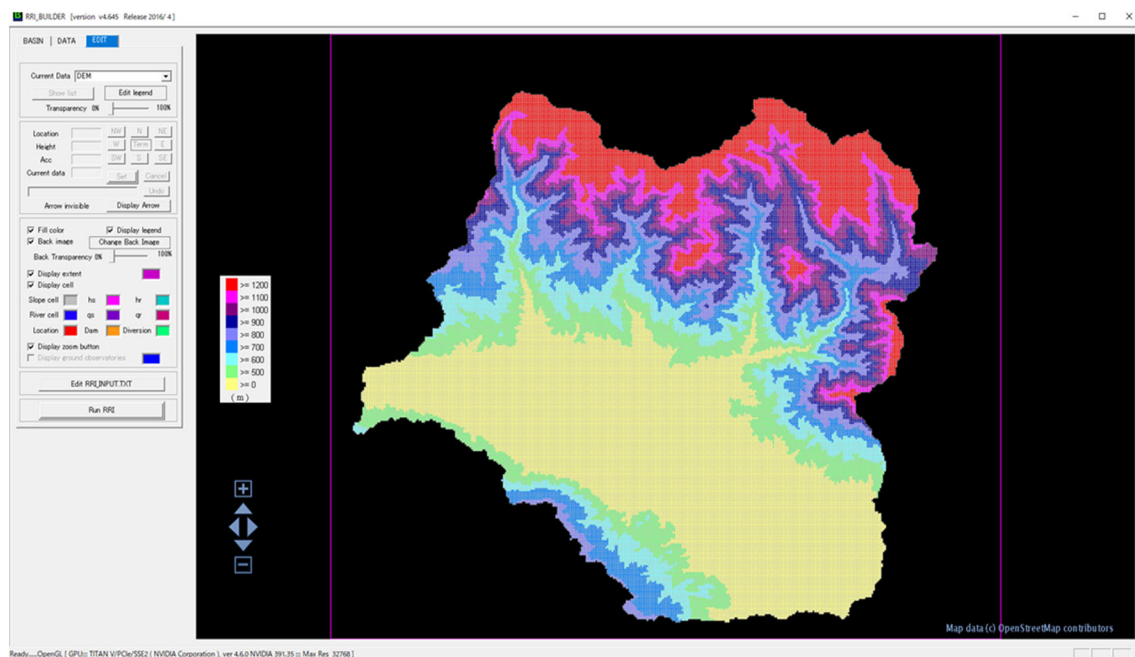 RRI_BUILDER [version v4.645 Release 2016/ 4]
BASIN | DATA | EDIT
Current Data DEM
Show list Edit legend
Transparency 0% 100%
Location NW N NE
Height W Term E
Acc SW S SE
Current data Set Cancel
Undo
Arrow invisible Display Arrow
Fill color Display legend
Back image Change Back Image
Back Transparency 0% 100%
Display extent
Display cell
Slope cell hs hr
River cell qs qr
Location Dam Diversion
Display zoom button
Display ground observatories
Edit RRI_INPUT.TXT
Run RRI
>= 1200
>= 1100
>= 1000
>= 900
>= 800
>= 700
>= 600
>= 500
>= 0
(m)
Map data (c) OpenStreetMap contributors
Ready.....OpenGL [ GPU:: TITAN V/PCIe/SSE2 ( NVIDIA Corporation ), ver 4.6.0 NVIDIA 391.35 :: Max Res 32768 ]